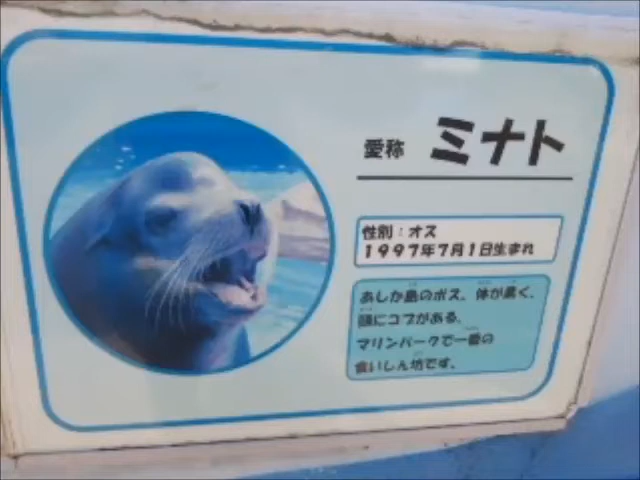 愛称 ミナト
性別：オス
1997年7月1日生まれ
あしか島のボス。体が黒く、
頭にコブがある。
マリンパークで一番の
食いしん坊です。